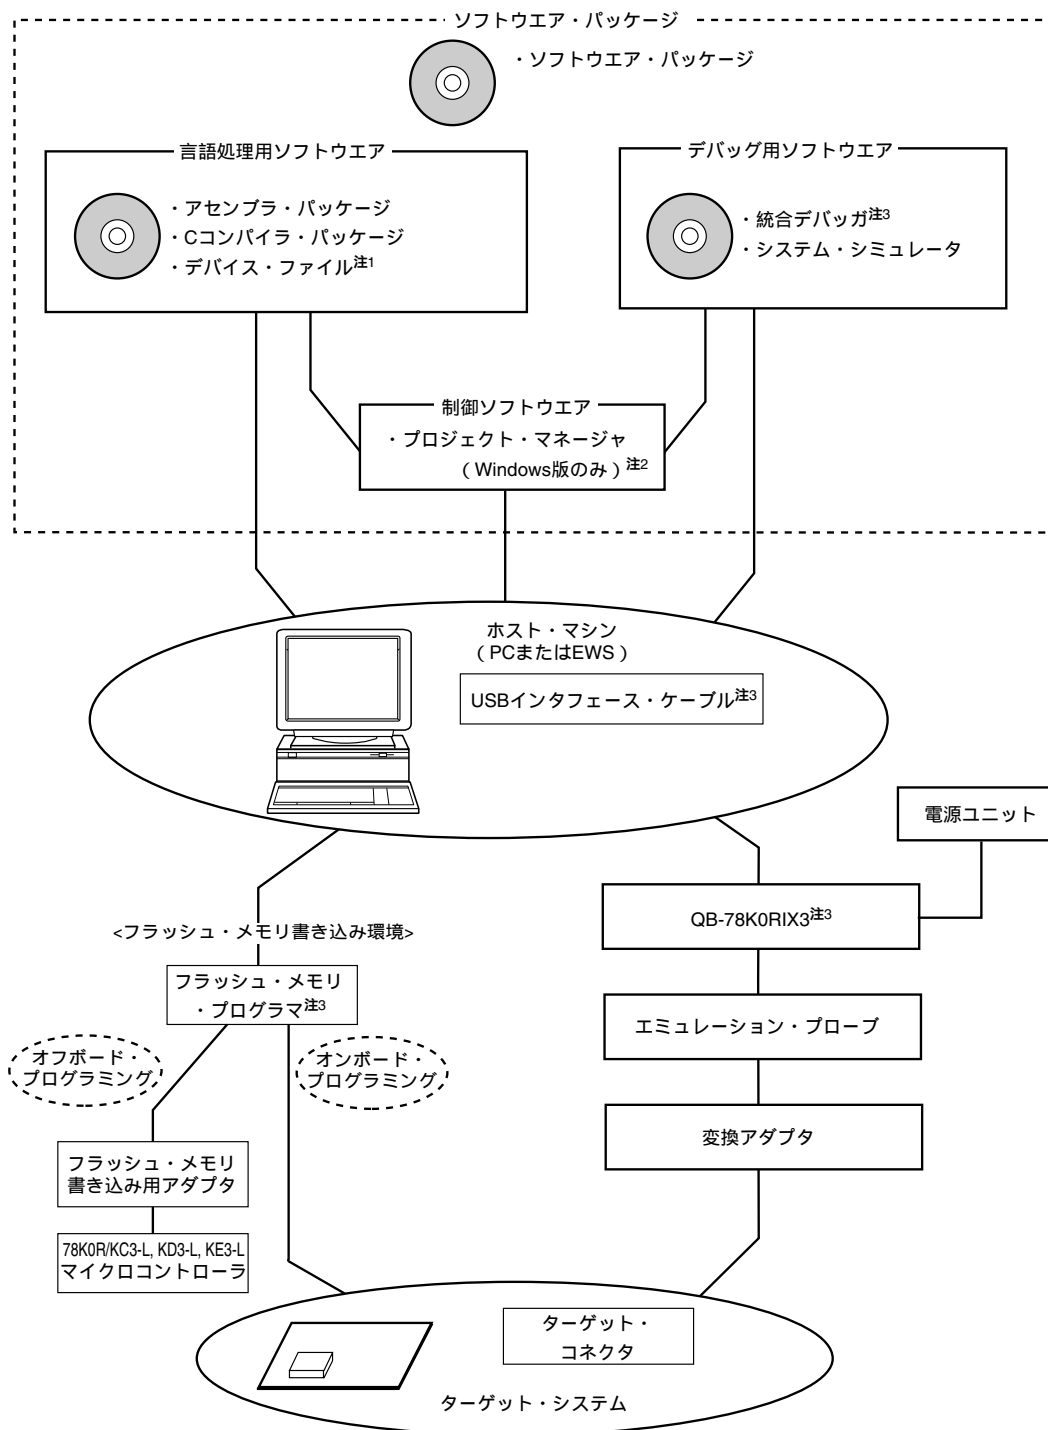 ソフトウエア・パッケージ
・ソフトウエア・パッケージ
言語処理用ソフトウエア
・アセンブラ・パッケージ
・Cコンパイラ・パッケージ
・デバイス・ファイル注1
デバッグ用ソフトウエア
・統合デバッガ注3
・システム・シミュレータ
制御ソフトウエア
・プロジェクト・マネージャ
（Windows版のみ）注2
ホスト・マシン
（PCまたはEWS）
USBインタフェース・ケーブル注3
電源ユニット
QB-78K0RIX3注3
<フラッシュ・メモリ書き込み環境>
フラッシュ・メモリ
・プログラマ注3
エミュレーション・プローブ
オフボード・
プログラミング
オンボード・
プログラミング
変換アダプタ
フラッシュ・メモリ
書き込み用アダプタ
78K0R/KC3-L, KD3-L, KE3-L
マイクロコントローラ
ターゲット・
コネクタ
ターゲット・システム